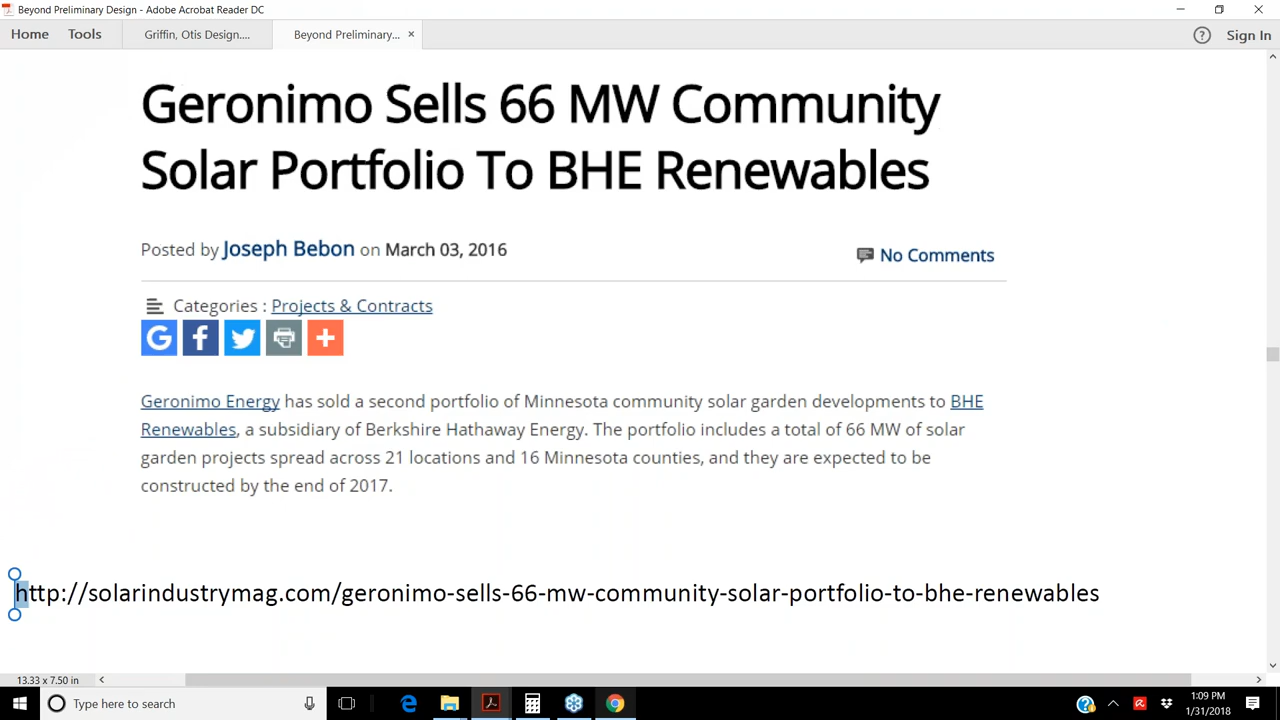 Beyond Preliminary Design - Adobe Acrobat Reader DC
Home Tools Griffin, Otis Design.... Beyond Preliminary... × ? Sign In
Geronimo Sells 66 MW Community
Solar Portfolio To BHE Renewables
Posted by Joseph Bebon on March 03, 2016 No Comments
Categories : Projects & Contracts
Geronimo Energy has sold a second portfolio of Minnesota community solar garden developments to BHE
Renewables, a subsidiary of Berkshire Hathaway Energy. The portfolio includes a total of 66 MW of solar
garden projects spread across 21 locations and 16 Minnesota counties, and they are expected to be
constructed by the end of 2017.
http://solarindustrymag.com/geronimo-sells-66-mw-community-solar-portfolio-to-bhe-renewables
13.33 x 7.50 in
Type here to search 1:09 PM
1/31/2018